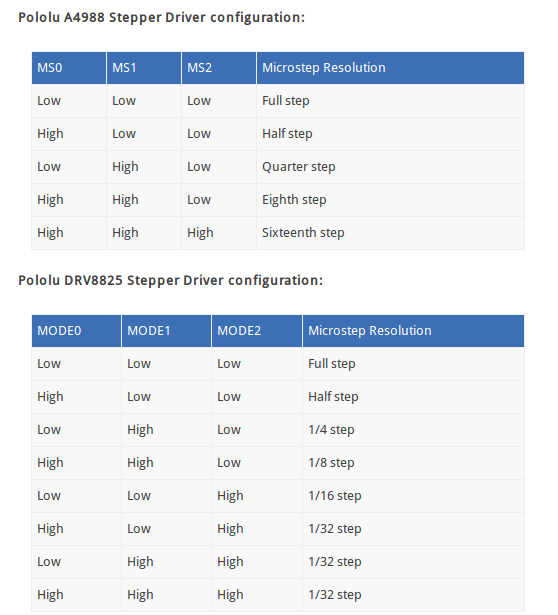 Pololu A4988 Stepper Driver configuration:
MS0 MS1 MS2 Microstep Resolution
Low Low Low Full step
High Low Low Half step
Low High Low Quarter step
High High Low Eighth step
High High High Sixteenth step
Pololu DRV8825 Stepper Driver configuration:
MODE0 MODE1 MODE2 Microstep Resolution
Low Low Low Full step
High Low Low Half step
Low High Low 1/4 step
High High Low 1/8 step
Low Low High 1/16 step
High Low High 1/32 step
Low High High 1/32 step
High High High 1/32 step